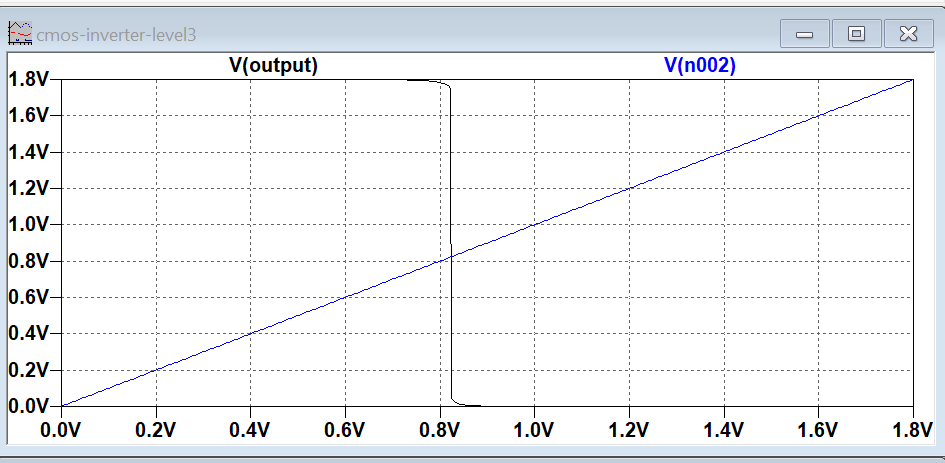 cmos-inverter-level3
V(output) V(n002)
1.8V
1.6V
1.4V
1.2V
1.0V
0.8V
0.6V
0.4V
0.2V
0.0V
0.0V 0.2V 0.4V 0.6V 0.8V 1.0V 1.2V 1.4V 1.6V 1.8V